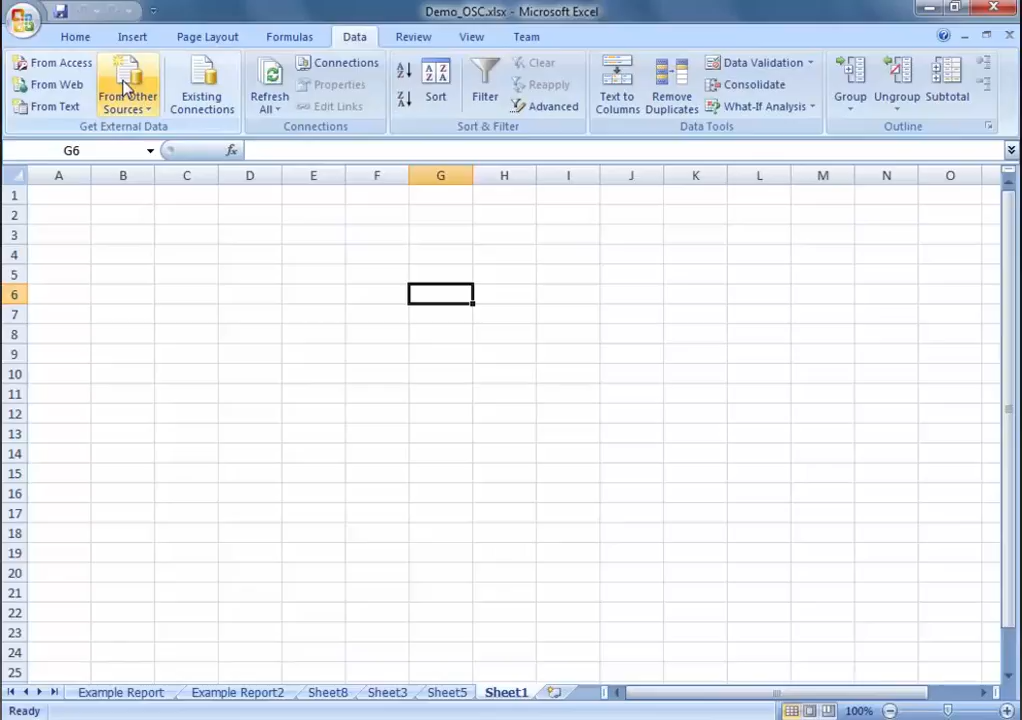 Demo_OSC.xlsx - Microsoft Excel
Home Insert Page Layout Formulas Data Review View Team
From Access
From Web
From Text
From Other Sources
Existing Connections
Get External Data
Refresh All
Connections
Properties
Edit Links
Connections
Sort
Filter
Clear
Reapply
Advanced
Sort & Filter
Text to Columns
Remove Duplicates
Data Validation
Consolidate
What-If Analysis
Data Tools
Group
Ungroup
Subtotal
Outline
G6 fx
A B C D E F G H I J K L M N O
1
2
3
4
5
6
7
8
9
10
11
12
13
14
15
16
17
18
19
20
21
22
23
24
25
Example Report Example Report2 Sheet8 Sheet3 Sheet5 Sheet1
Ready 100%